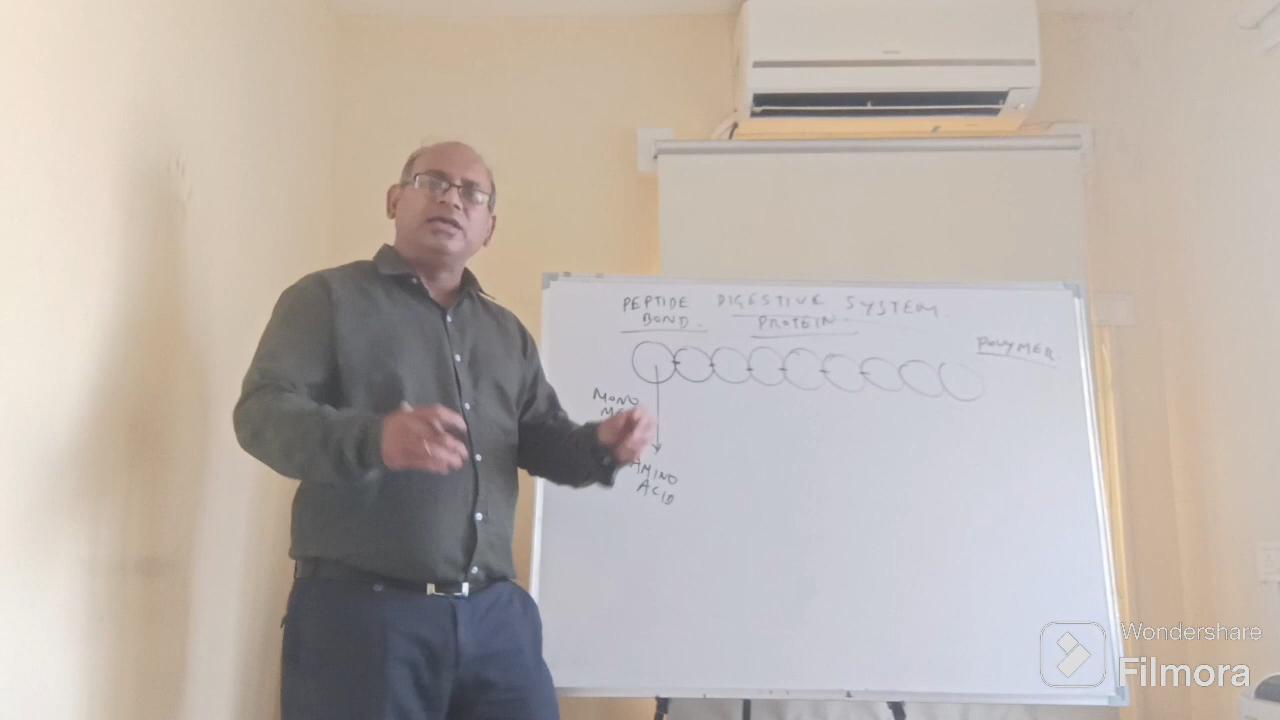 PEPTIDE
BOND.
DIGESTIVE SYSTEM.
PROTEIN.
POLYMER.
MONO
AMINO
ACID
Wondershare
Filmora